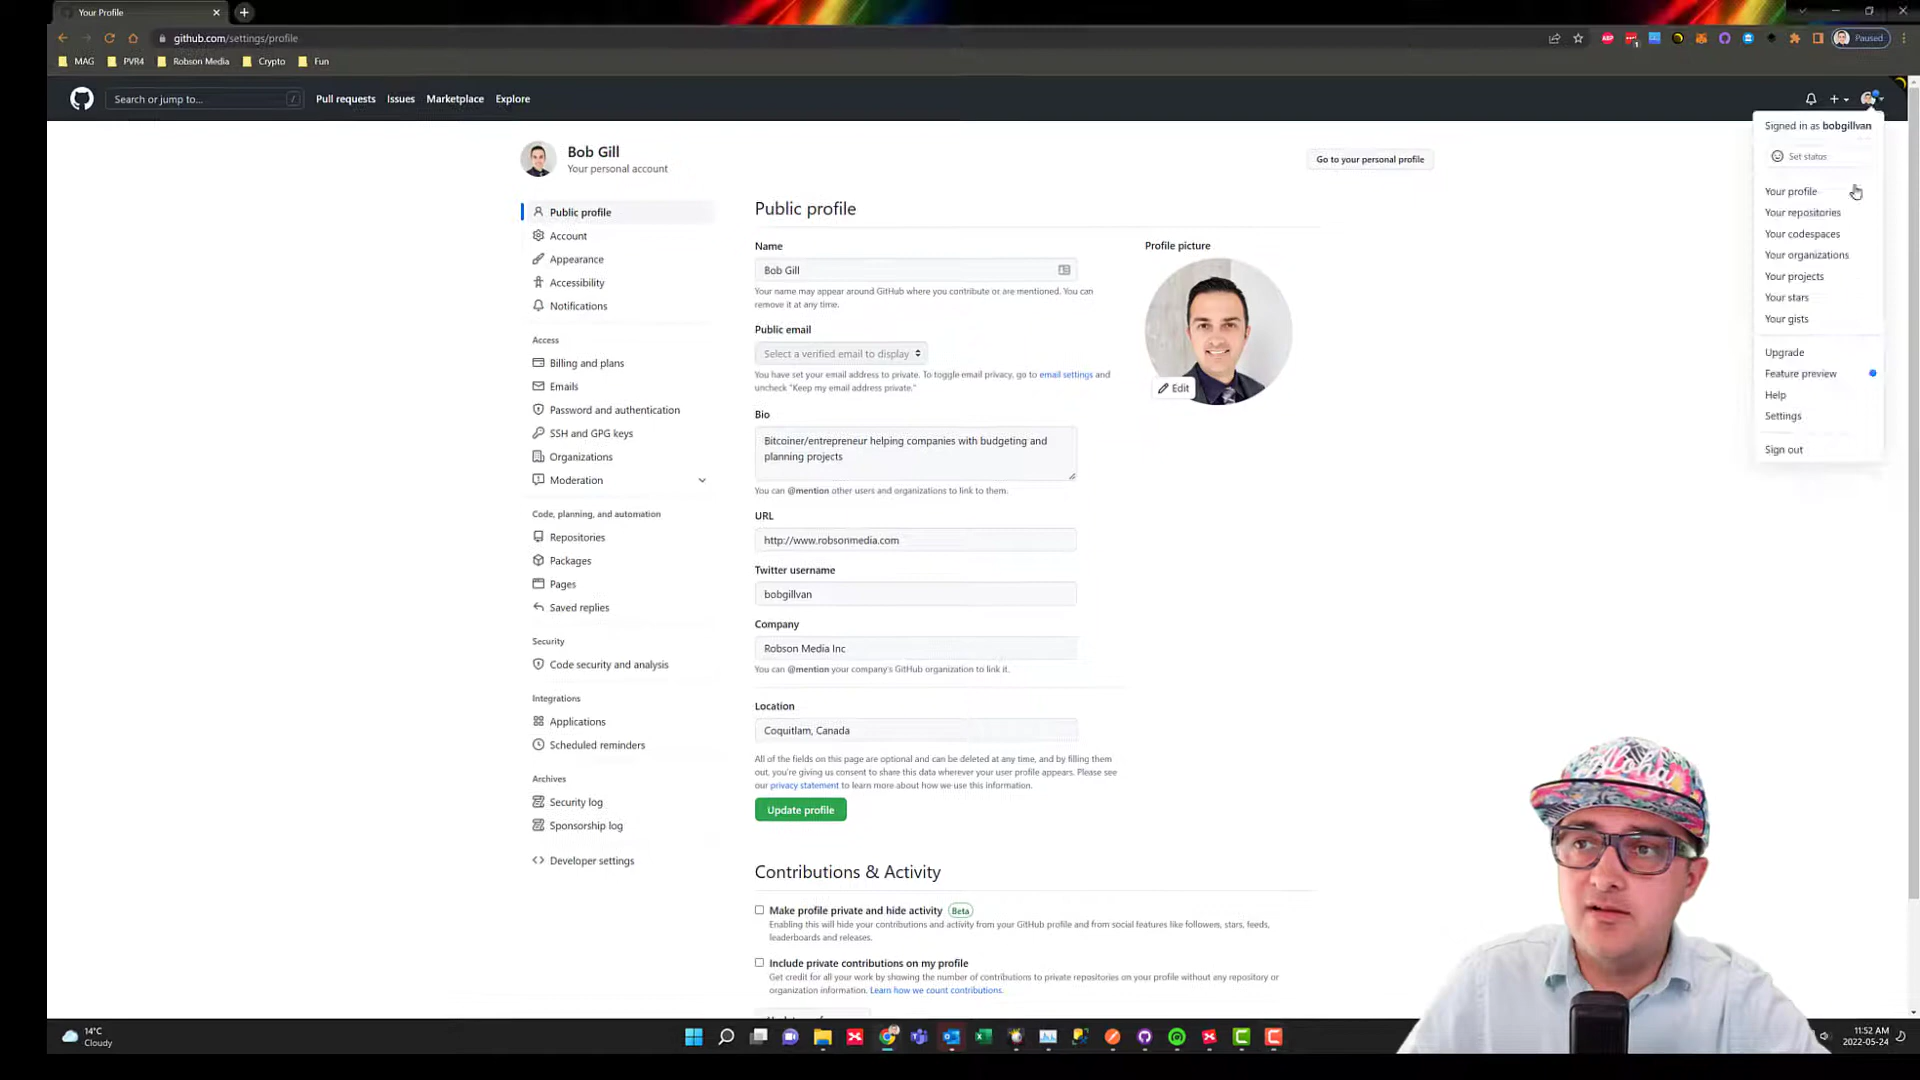 Your Profile
github.com/settings/profile
Paused
MAG PVR4 Robson Media Crypto Fun
Search or jump to... /
Pull requests Issues Marketplace Explore
Signed in as bobgillvan
Set status
Your profile
Your repositories
Your codespaces
Your organizations
Your projects
Your stars
Your gists
Upgrade
Feature preview
Help
Settings
Sign out
Bob Gill
Your personal account
Go to your personal profile
Public profile
Account
Appearance
Accessibility
Notifications
Access
Billing and plans
Emails
Password and authentication
SSH and GPG keys
Organizations
Moderation
Code, planning, and automation
Repositories
Packages
Pages
Saved replies
Security
Code security and analysis
Integrations
Applications
Scheduled reminders
Archives
Security log
Sponsorship log
Developer settings
Public profile
Name
Bob Gill
Your name may appear around GitHub where you contribute or are mentioned. You can
remove it at any time.
Public email
Select a verified email to display
You have set your email address to private. To toggle email privacy, go to email settings and
uncheck "Keep my email address private."
Bio
Bitcoiner/entrepreneur helping companies with budgeting and
planning projects
You can @mention other users and organizations to link to them.
URL
http://www.robsonmedia.com
Twitter username
bobgillvan
Company
Robson Media Inc
You can @mention your company's GitHub organization to link it.
Location
Coquitlam, Canada
All of the fields on this page are optional and can be deleted at any time, and by filling them
out, you're giving us consent to share this data wherever your user profile appears. Please see
our privacy statement to learn more about how we use this information.
Update profile
Profile picture
Edit
Contributions & Activity
Make profile private and hide activity Beta
Enabling this will hide your contributions and activity from your GitHub profile and from social features like followers, stars, feeds,
leaderboards and releases.
Include private contributions on my profile
Get credit for all your work by showing the number of contributions to private repositories on your profile without any repository or
organization information. Learn how we count contributions.
Aloha
14°C
Cloudy
11:52 AM
2022-05-24